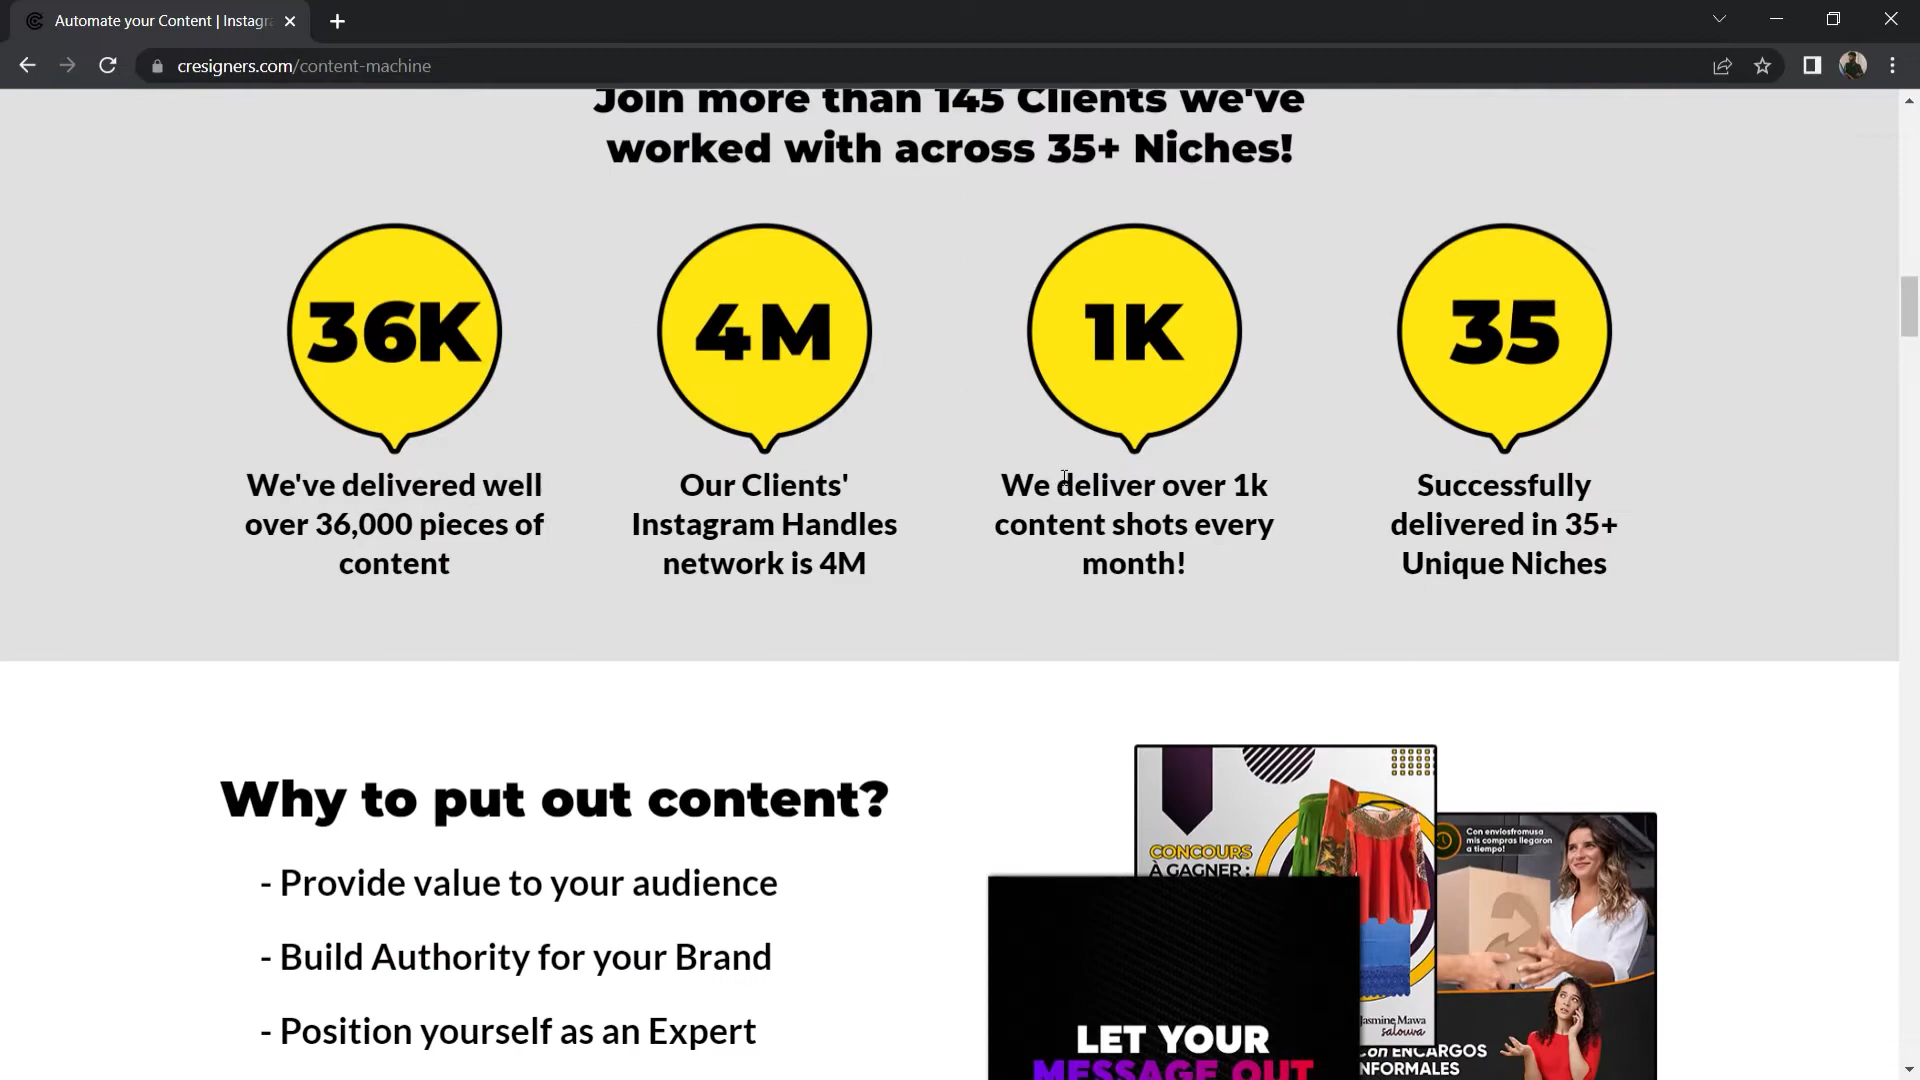 Automate your Content | Instagra
cresigners.com/content-machine
Join more than 145 Clients we've
worked with across 35+ Niches!
36K
4M
1K
35
We've delivered well
over 36,000 pieces of
content
Our Clients'
Instagram Handles
network is 4M
We deliver over 1k
content shots every
month!
Successfully
delivered in 35+
Unique Niches
Why to put out content?
- Provide value to your audience
- Build Authority for your Brand
- Position yourself as an Expert
CONCOURS
À GAGNER :
Jasmine Mawa
salouva
Con envíosfromusa
mis compras llegaron
a tiempo!
con ENCARGOS
NFORMALES
LET YOUR
MESSAGE OUT